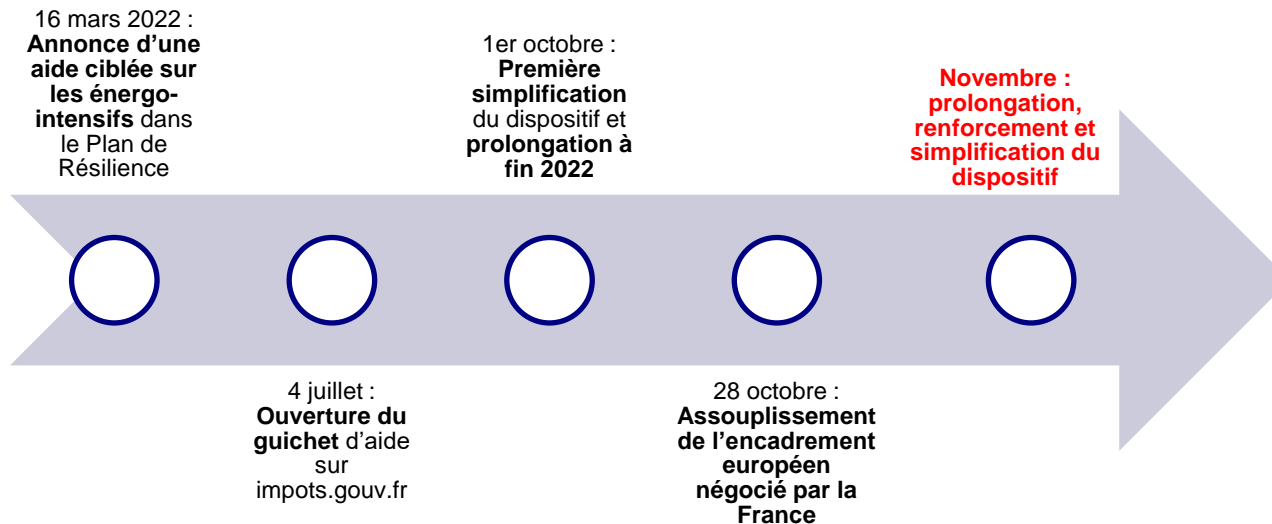 16 mars 2022 :
Annonce d’une
aide ciblée sur
les énergo-
intensifs dans
le Plan de
Résilience
4 juillet :
Ouverture du
guichet d’aide
sur
impots.gouv.fr
1er octobre :
Première
simplification
du dispositif et
prolongation à
fin 2022
28 octobre :
Assouplissement
de l’encadrement
européen
négocié par la
France
Novembre :
prolongation,
renforcement et
simplification du
dispositif